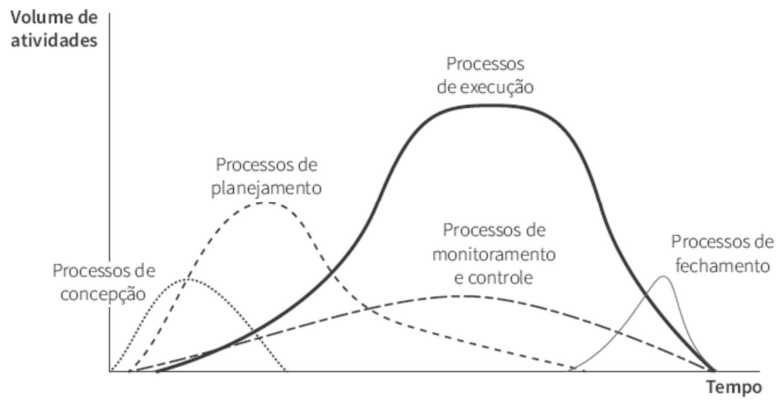 Volume de
atividades
Processos
de execução
Processos de
planejamento
Processos de
monitoramento
e controle
Processos de
fechamento
Processos de
concepção
Tempo